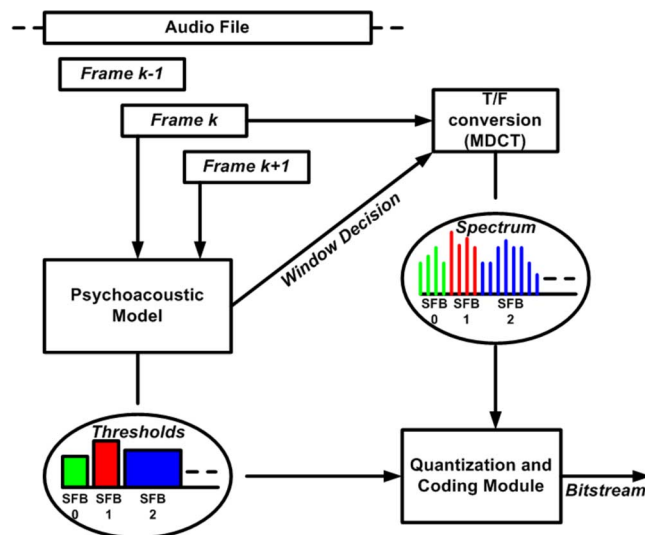 Audio File
Frame k-1
Frame k
Frame k+1
T/F
conversion
(MDCT)
Window Decision
Psychoacoustic
Model
Spectrum
SFB SFB SFB
0 1 2
Thresholds
SFB SFB SFB
0 1 2
Quantization and
Coding Module
Bitstream